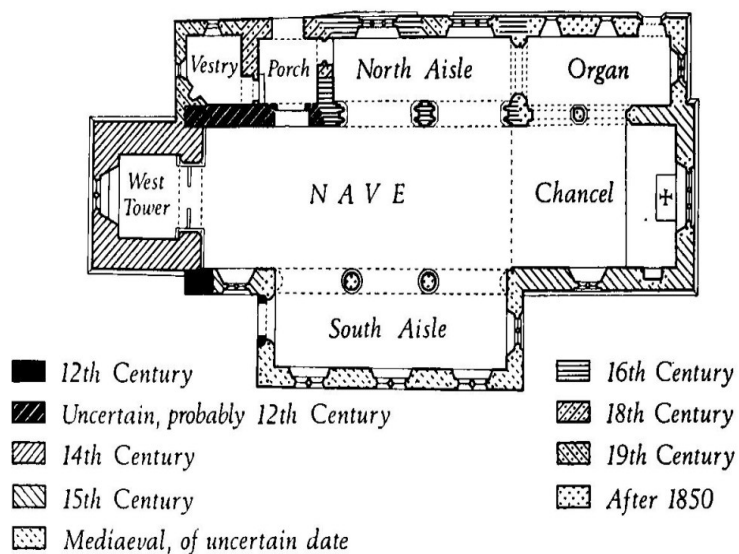 Vestry
Porch
North Aisle
Organ
West
Tower
NAVE
Chancel
South Aisle
12th Century
Uncertain, probably 12th Century
14th Century
15th Century
Mediaeval, of uncertain date
16th Century
18th Century
19th Century
After 1850